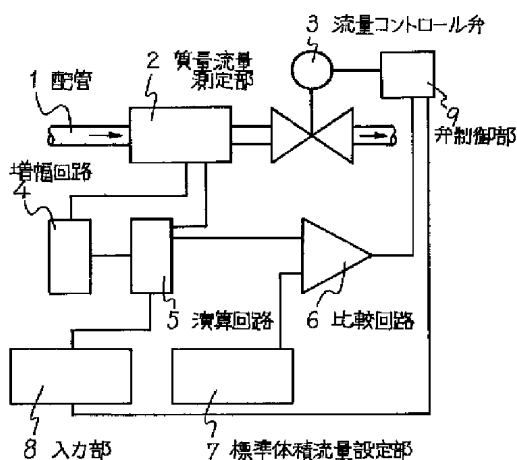 3 流量コントロール弁
2 質量流量
測定部
1 配管
9
弁制御部
増幅回路
4
5 演算回路
6 比較回路
8 入力部
7 標準体積流量設定部